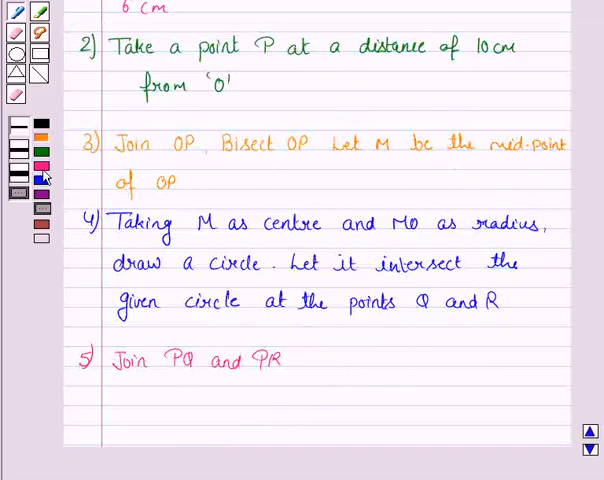 6 cm
2) Take a point P at a distance of 10 cm
from 'O'
3) Join OP, Bisect OP Let M be the mid-point
of OP
4) Taking M as centre and MO as radius,
draw a circle. Let it intersect the
given circle at the points Q and R
5) Join PQ and PR